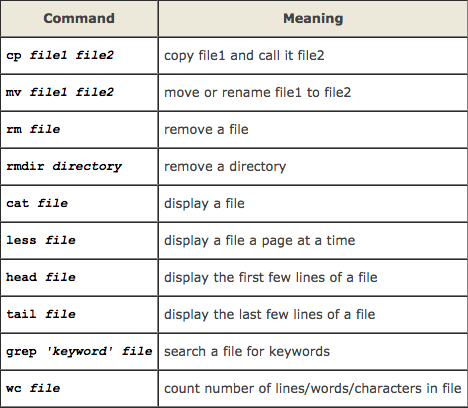 Command Meaning
cp file1 file2 copy file1 and call it file2
mv file1 file2 move or rename file1 to file2
rm file remove a file
rmdir directory remove a directory
cat file display a file
less file display a file a page at a time
head file display the first few lines of a file
tail file display the last few lines of a file
grep 'keyword' file search a file for keywords
wc file count number of lines/words/characters in file